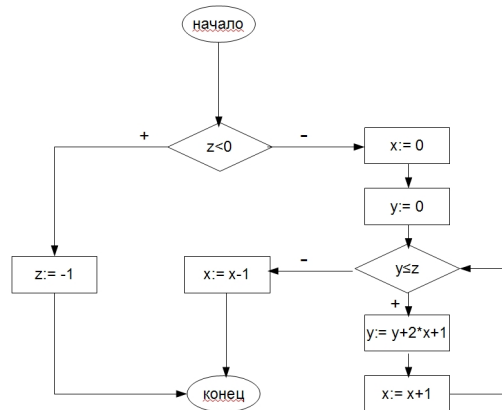 начало
+
z<0
-
x:= 0
y:= 0
y≤z
-
+
z:= -1
x:= x-1
y:= y+2*x+1
x:= x+1
конец